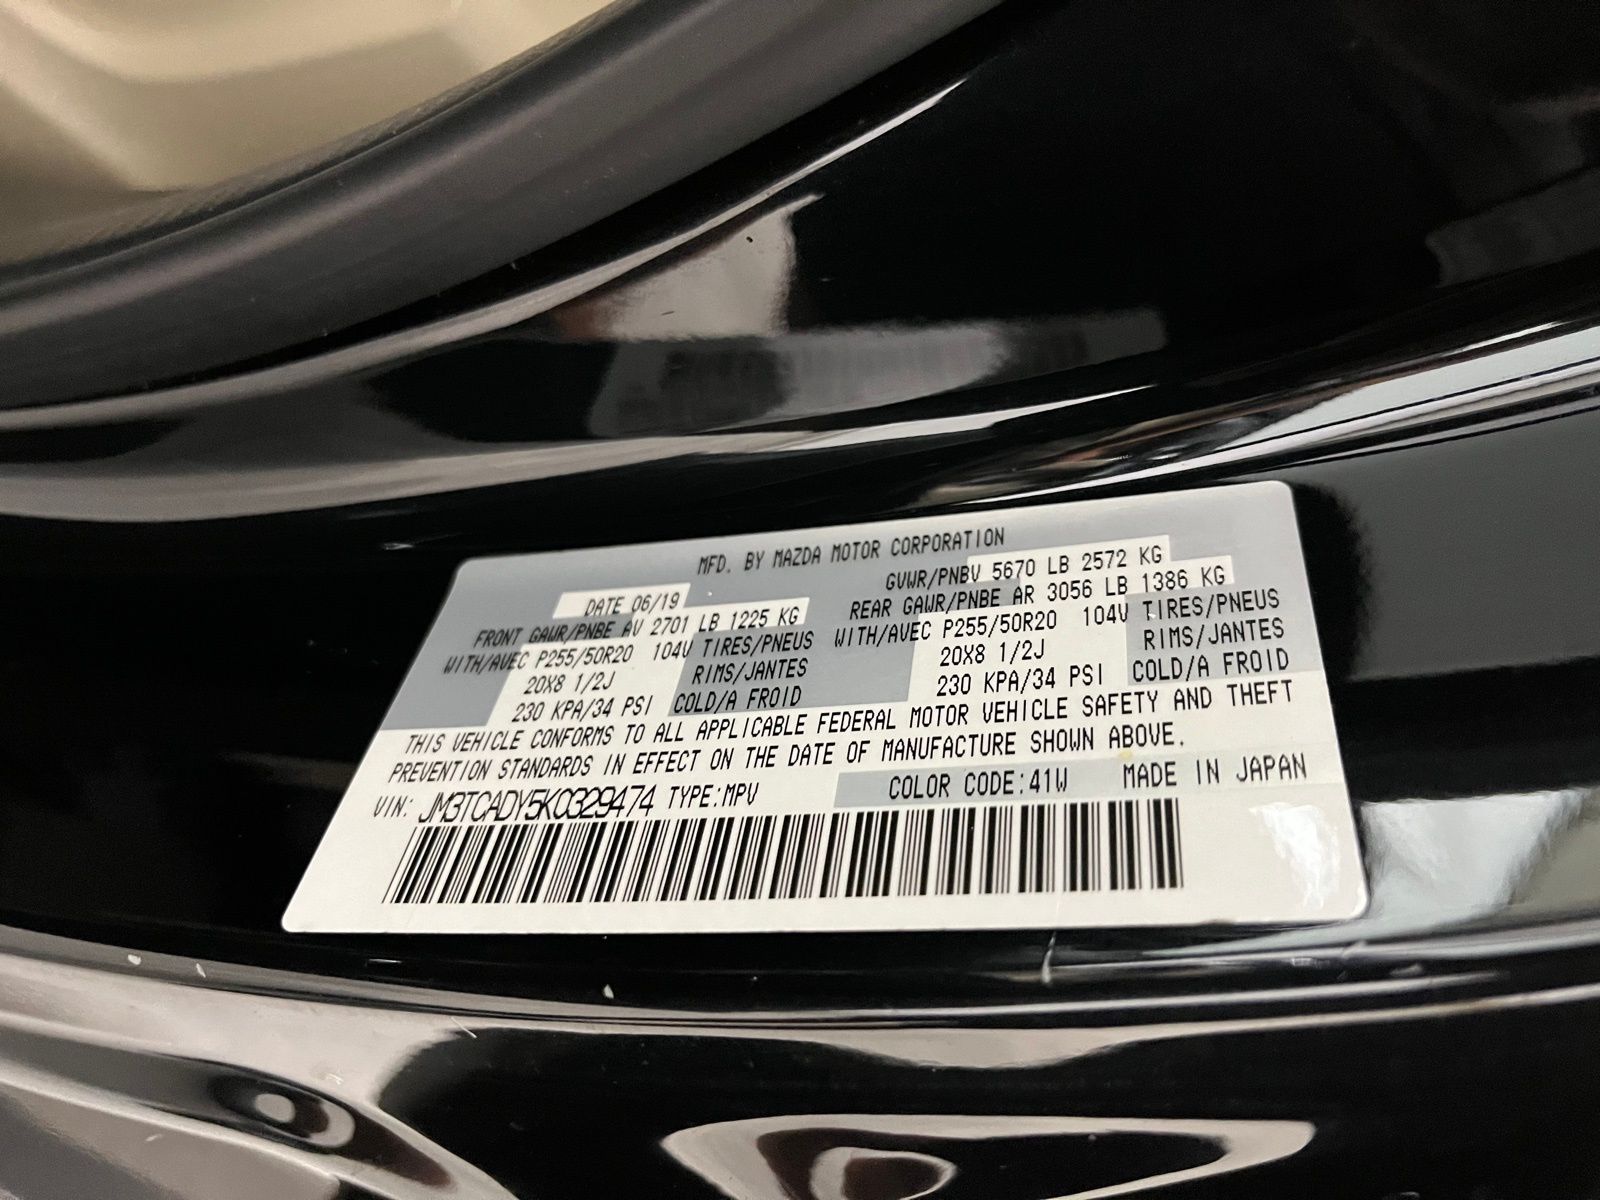 MFD. BY MAZDA MOTOR CORPORATION
DATE 06/19 GVWR/PNBV 5670 LB 2572 KG
FRONT GAWR/PNBE AV 2701 LB 1225 KG REAR GAWR/PNBE AR 3056 LB 1386 KG
WITH/AVEC P255/50R20 104V TIRES/PNEUS WITH/AVEC P255/50R20 104V TIRES/PNEUS
20X8 1/2J RIMS/JANTES 20X8 1/2J RIMS/JANTES
230 KPA/34 PSI COLD/A FROID 230 KPA/34 PSI COLD/A FROID
THIS VEHICLE CONFORMS TO ALL APPLICABLE FEDERAL MOTOR VEHICLE SAFETY AND THEFT
PREVENTION STANDARDS IN EFFECT ON THE DATE OF MANUFACTURE SHOWN ABOVE.
VIN: JM3TCADY5K0329474 TYPE:MPV COLOR CODE:41W MADE IN JAPAN